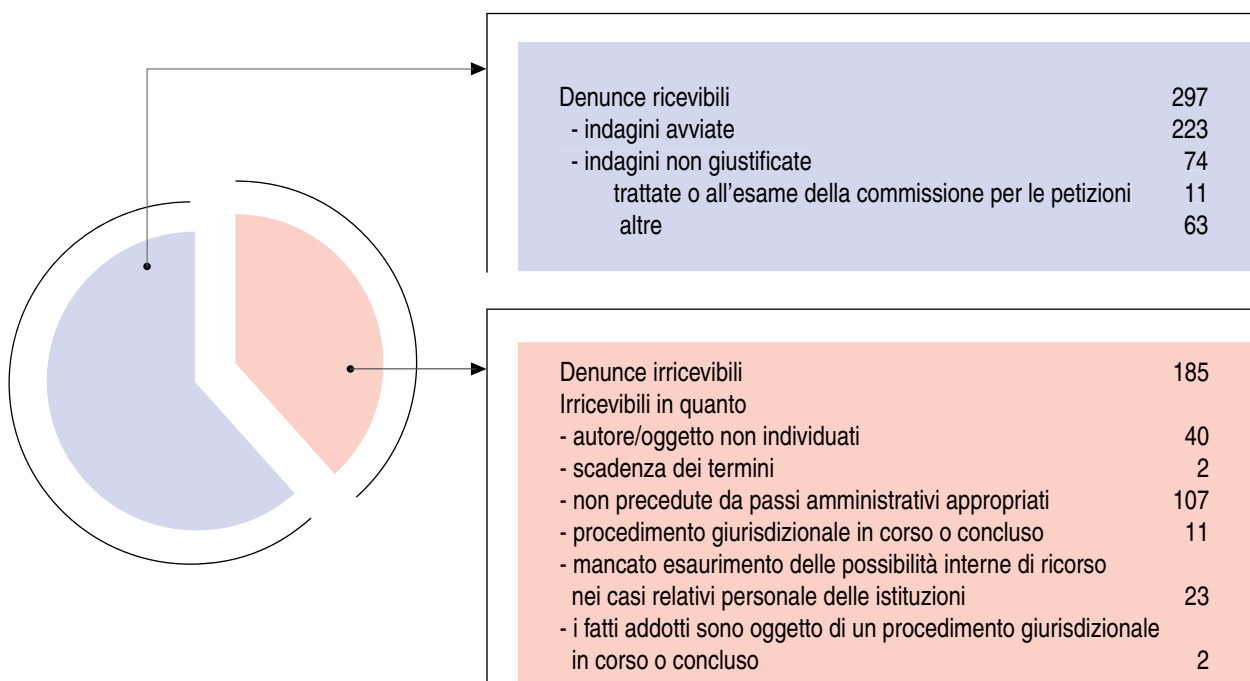 Denunce ricevibili 297
- indagini avviate 223
- indagini non giustificate 74
trattate o all'esame della commissione per le petizioni 11
altre 63
Denunce irricevibili 185
Irricevibili in quanto
- autore/oggetto non individuati 40
- scadenza dei termini 2
- non precedute da passi amministrativi appropriati 107
- procedimento giurisdizionale in corso o concluso 11
- mancato esaurimento delle possibilità interne di ricorso
nei casi relativi personale delle istituzioni 23
- i fatti addotti sono oggetto di un procedimento giurisdizionale
in corso o concluso 2